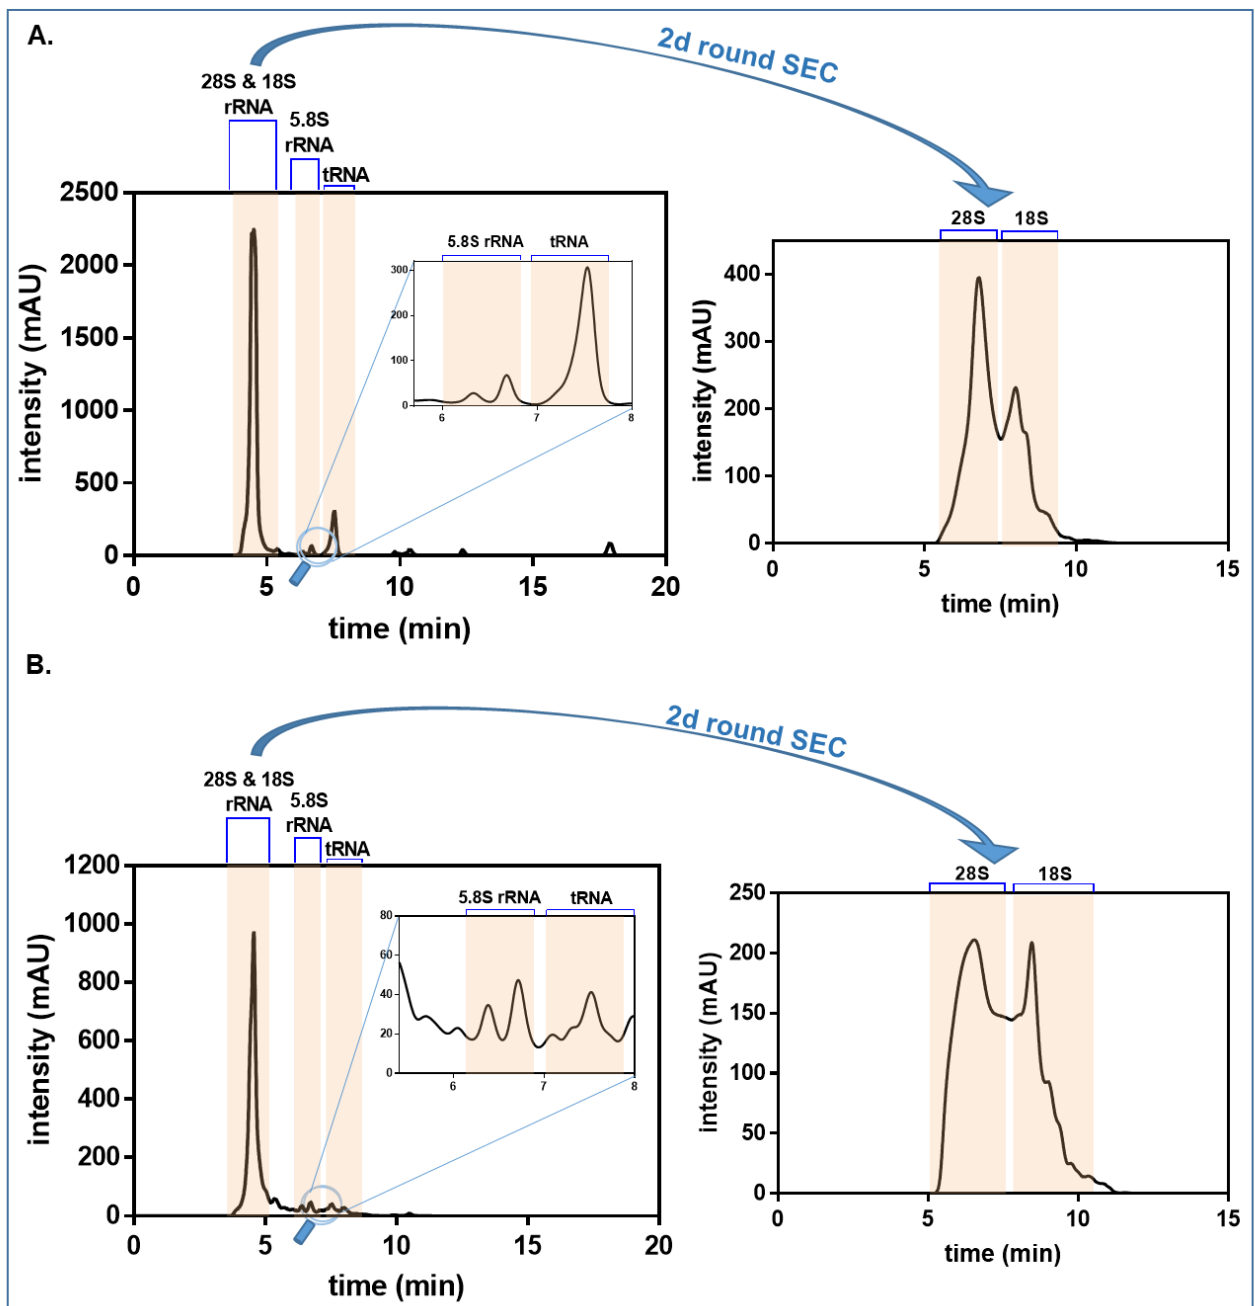 A.
2d round SEC
28S & 18S
rRNA
5.8S
rRNA
tRNA
2500
2000
1500
1000
500
0
intensity (mAU)
0 5 10 15 20
time (min)
5.8S rRNA tRNA
300
200
100
0
6 7 8
28S 18S
400
300
200
100
0
intensity (mAU)
0 5 10 15
time (min)
B.
2d round SEC
28S & 18S
rRNA
5.8S
rRNA
tRNA
1200
1000
800
600
400
200
0
intensity (mAU)
0 5 10 15 20
time (min)
5.8S rRNA tRNA
80
60
40
20
0
6 7 8
28S 18S
250
200
150
100
50
0
intensity (mAU)
0 5 10 15
time (min)